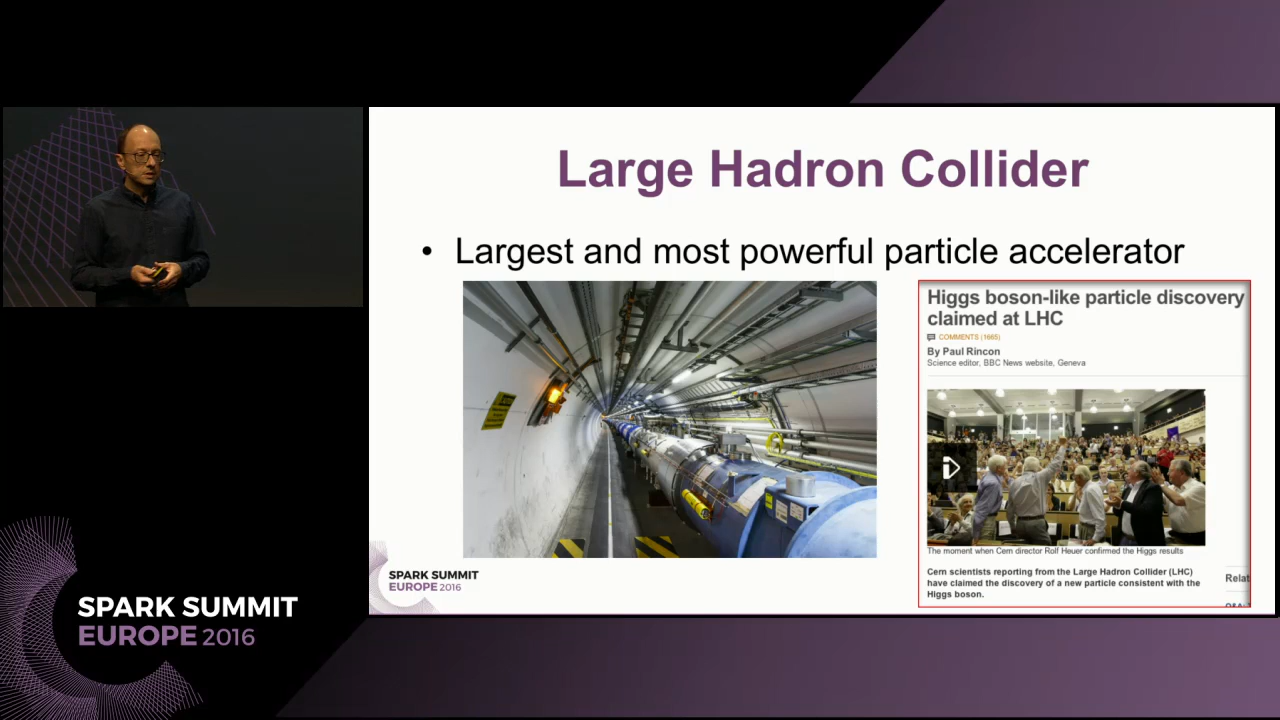 Large Hadron Collider
• Largest and most powerful particle accelerator
Higgs boson-like particle discovery
claimed at LHC
COMMENTS (1665)
By Paul Rincon
Science editor, BBC News website, Geneva
The moment when Cern director Rolf Heuer confirmed the Higgs results
Cern scientists reporting from the Large Hadron Collider (LHC)
have claimed the discovery of a new particle consistent with the
Higgs boson.
SPARK SUMMIT
EUROPE 2016
SPARK SUMMIT
EUROPE 2016